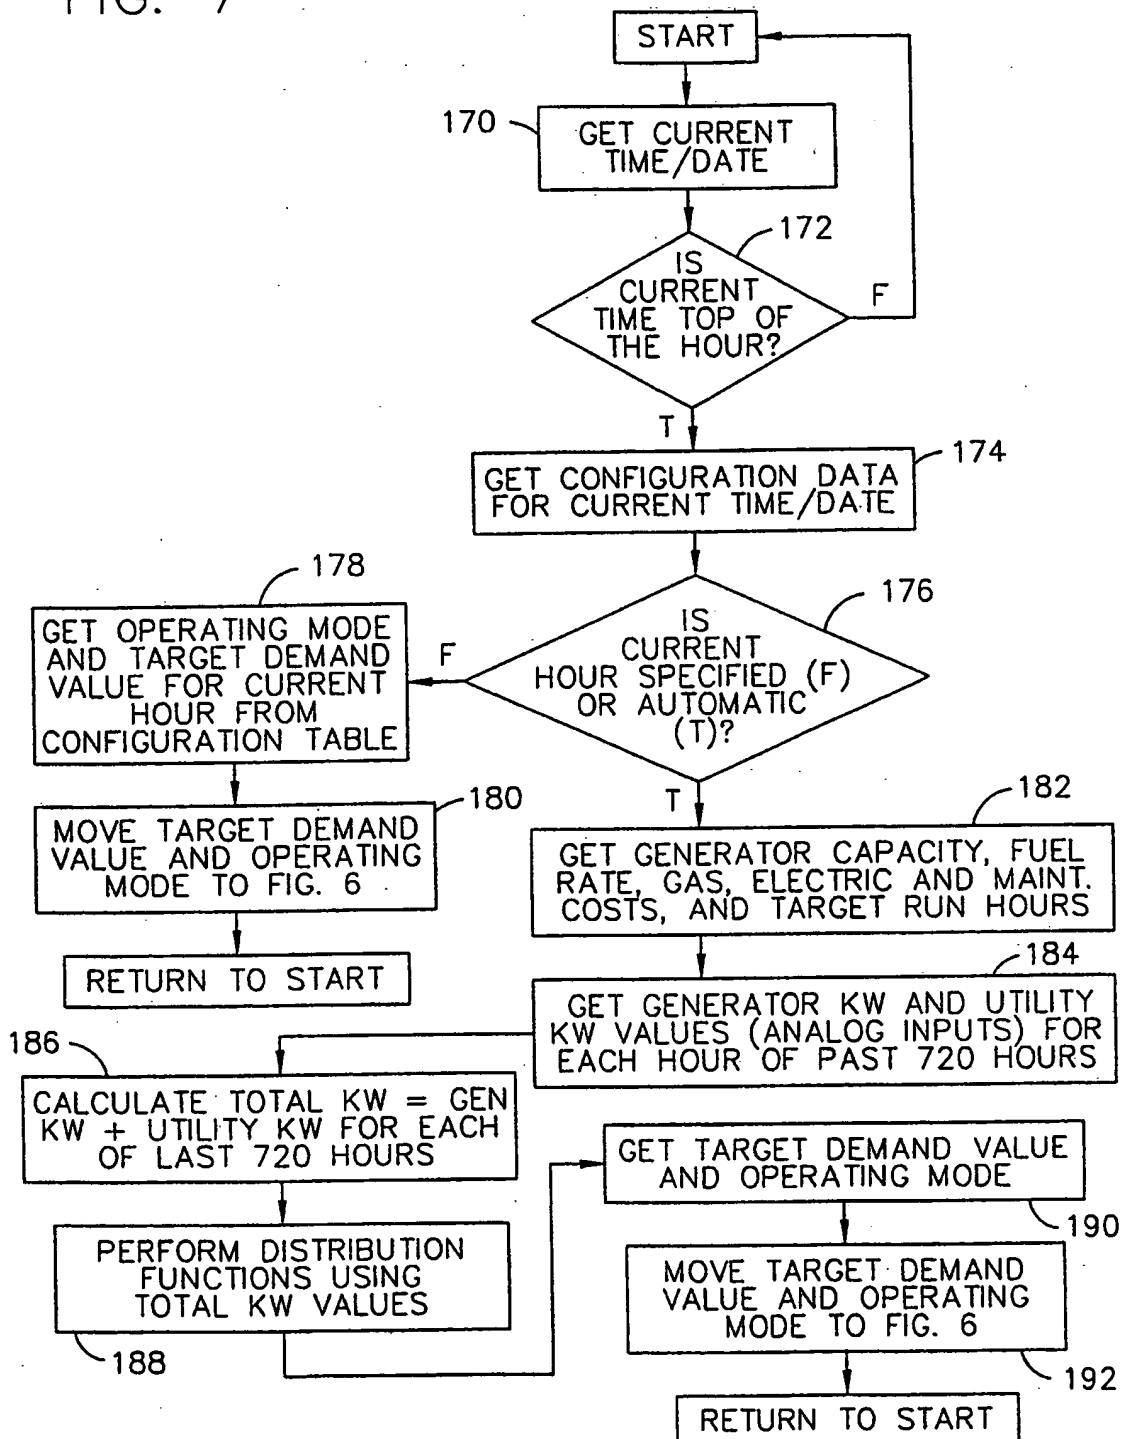 FIG. 7
START
170
GET CURRENT
TIME/DATE
172
IS
CURRENT
TIME TOP OF
THE HOUR?
F
T
174
GET CONFIGURATION DATA
FOR CURRENT TIME/DATE
176
IS
CURRENT
HOUR SPECIFIED (F)
OR AUTOMATIC
(T)?
F
T
178
GET OPERATING MODE
AND TARGET DEMAND
VALUE FOR CURRENT
HOUR FROM
CONFIGURATION TABLE
180
MOVE TARGET DEMAND
VALUE AND OPERATING
MODE TO FIG. 6
RETURN TO START
182
GET GENERATOR CAPACITY, FUEL
RATE, GAS, ELECTRIC AND MAINT.
COSTS, AND TARGET RUN HOURS
184
GET GENERATOR KW AND UTILITY
KW VALUES (ANALOG INPUTS) FOR
EACH HOUR OF PAST 720 HOURS
186
CALCULATE TOTAL KW = GEN
KW + UTILITY KW FOR EACH
OF LAST 720 HOURS
PERFORM DISTRIBUTION
FUNCTIONS USING
TOTAL KW VALUES
188
GET TARGET DEMAND VALUE
AND OPERATING MODE
190
MOVE TARGET DEMAND
VALUE AND OPERATING
MODE TO FIG. 6
192
RETURN TO START